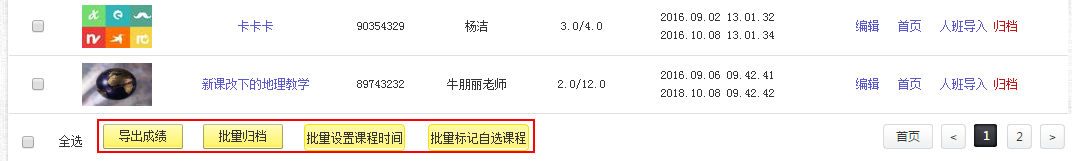 卡卡卡 90354329 杨洁 3.0/4.0 2016.09.02 13.01.32 编辑 首页 人班导入 归档
2016.10.08 13.01.34
新课改下的地理教学 89743232 牛朋丽老师 2.0/12.0 2016.09.06 09.42.41 编辑 首页 人班导入 归档
2018.10.08 09.42.42
全选 导出成绩 批量归档 批量设置课程时间 批量标记自选课程 首页 < 1 2 >